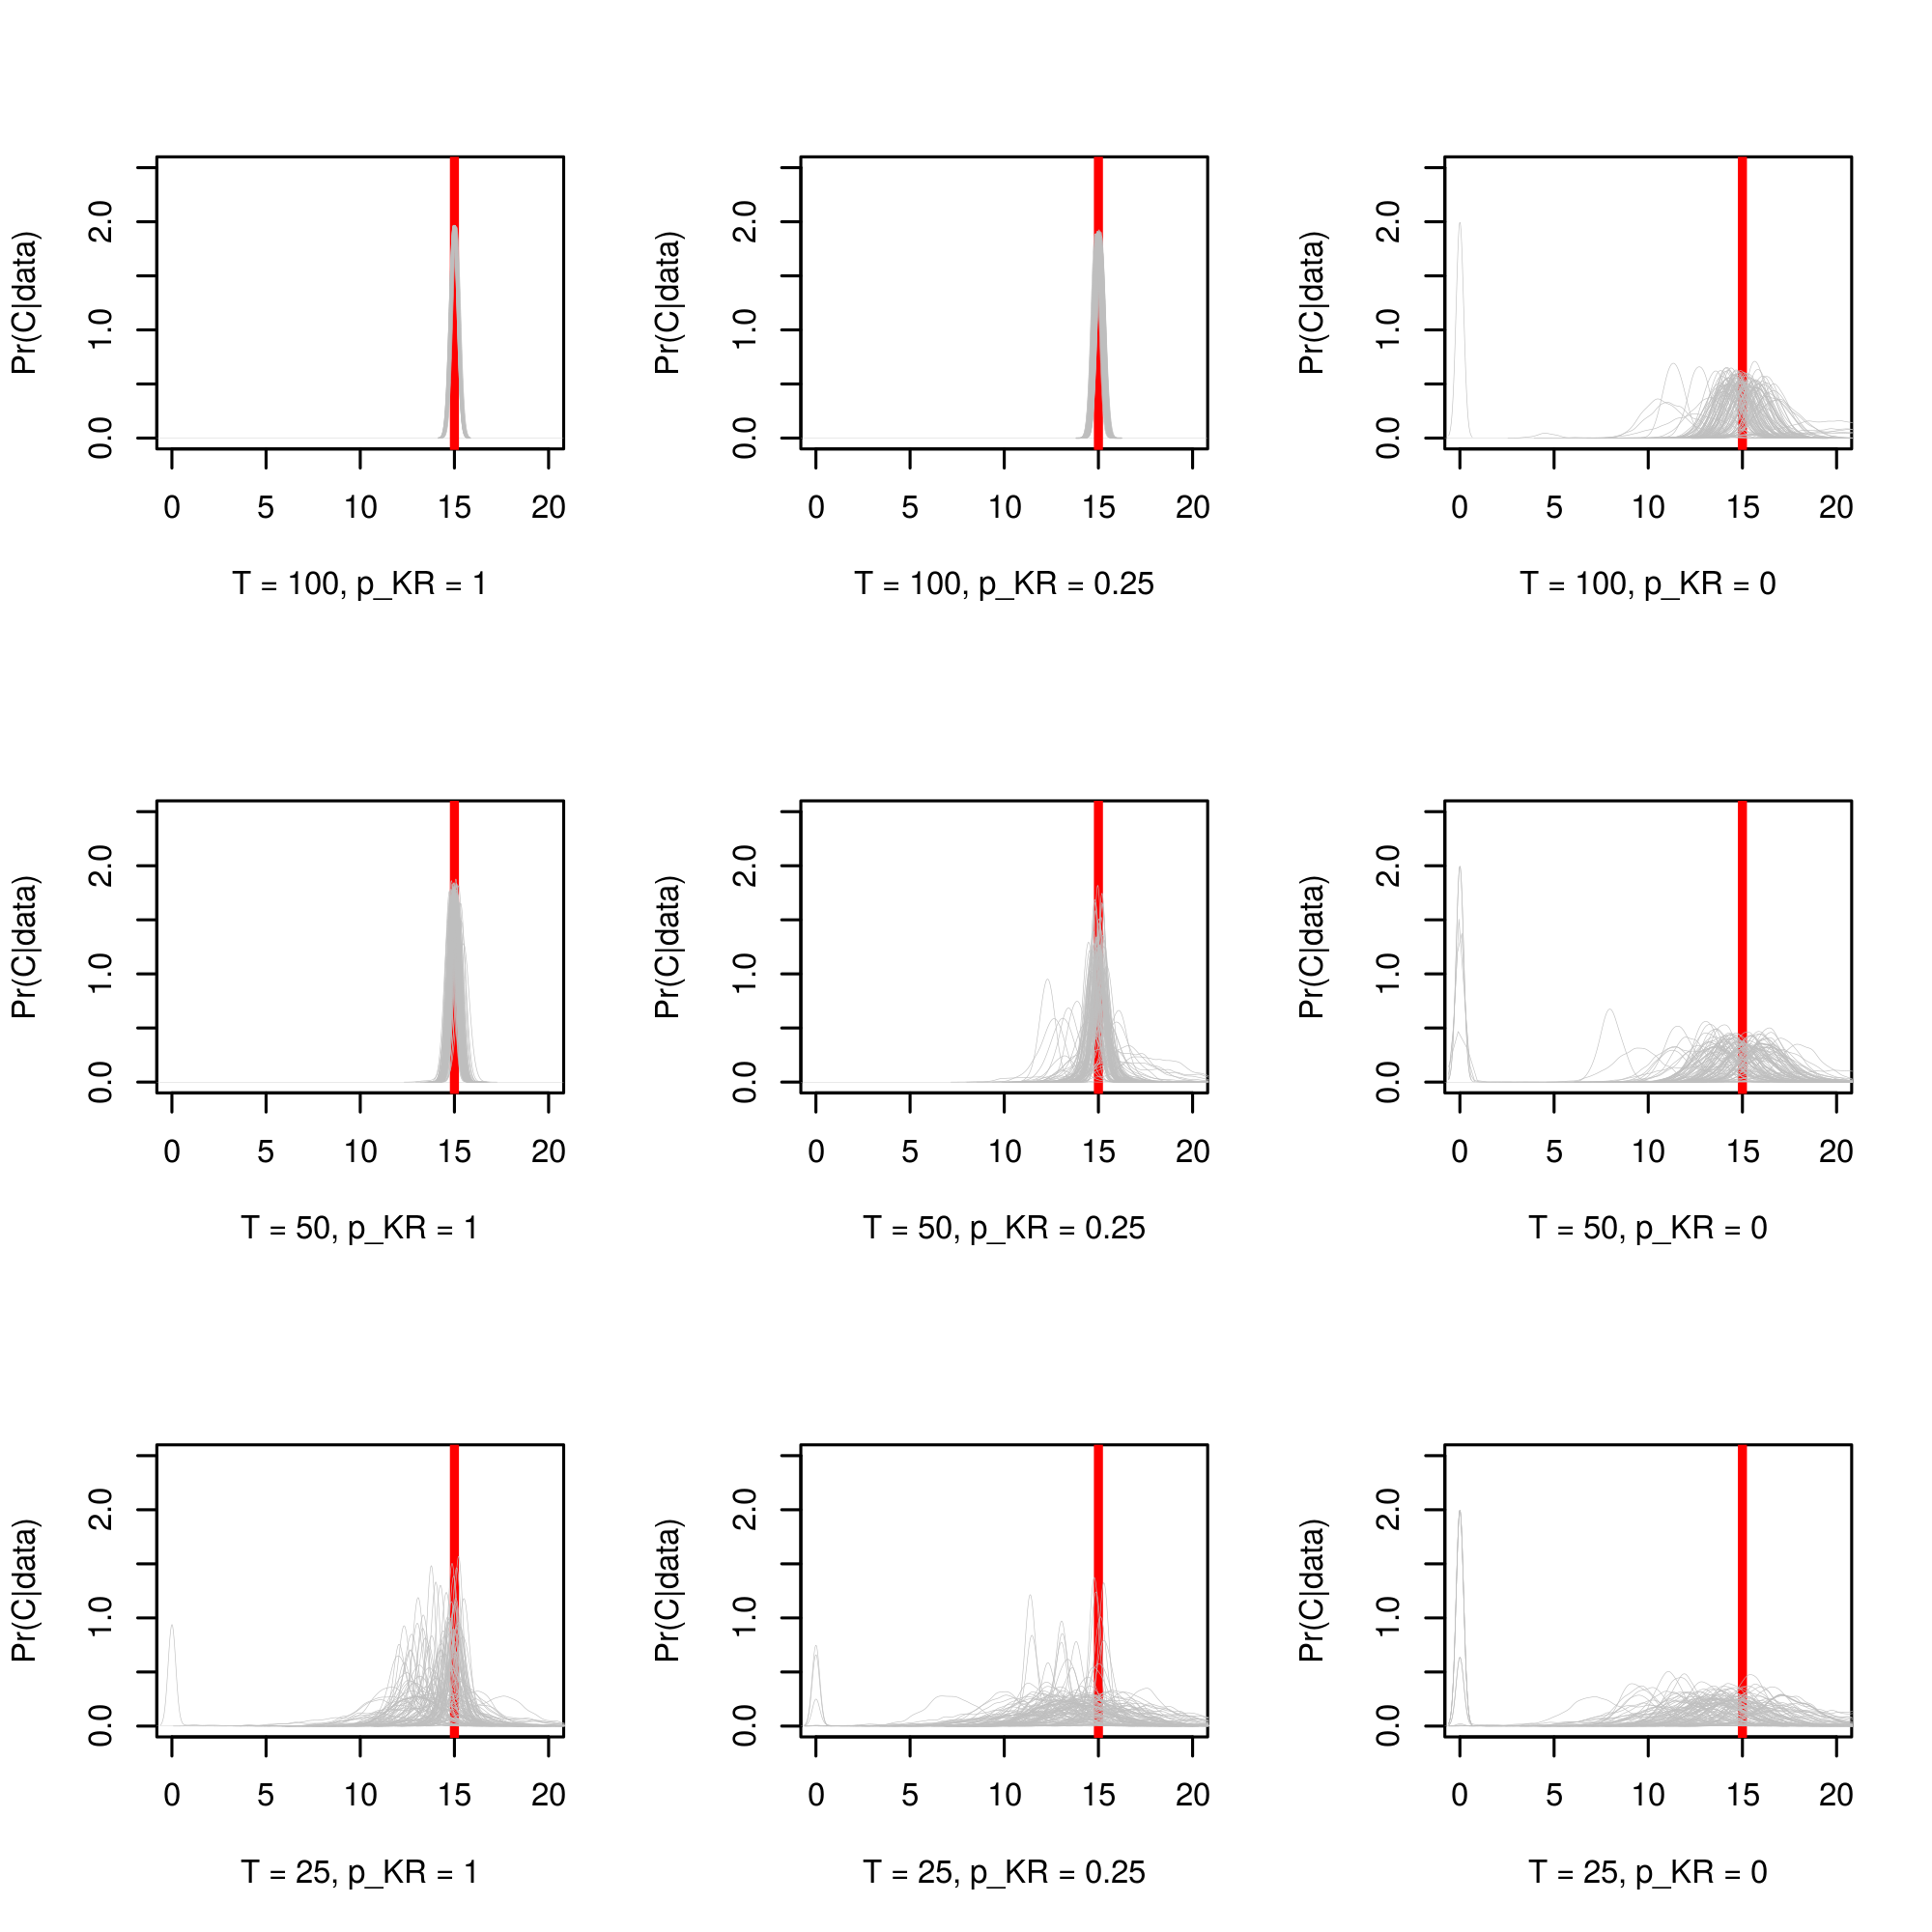 Pr(C|data)
0.0 1.0 2.0
0 5 10 15 20
T = 100, p_KR = 1
Pr(C|data)
0.0 1.0 2.0
0 5 10 15 20
T = 100, p_KR = 0.25
Pr(C|data)
0.0 1.0 2.0
0 5 10 15 20
T = 100, p_KR = 0
Pr(C|data)
0.0 1.0 2.0
0 5 10 15 20
T = 50, p_KR = 1
Pr(C|data)
0.0 1.0 2.0
0 5 10 15 20
T = 50, p_KR = 0.25
Pr(C|data)
0.0 1.0 2.0
0 5 10 15 20
T = 50, p_KR = 0
Pr(C|data)
0.0 1.0 2.0
0 5 10 15 20
T = 25, p_KR = 1
Pr(C|data)
0.0 1.0 2.0
0 5 10 15 20
T = 25, p_KR = 0.25
Pr(C|data)
0.0 1.0 2.0
0 5 10 15 20
T = 25, p_KR = 0